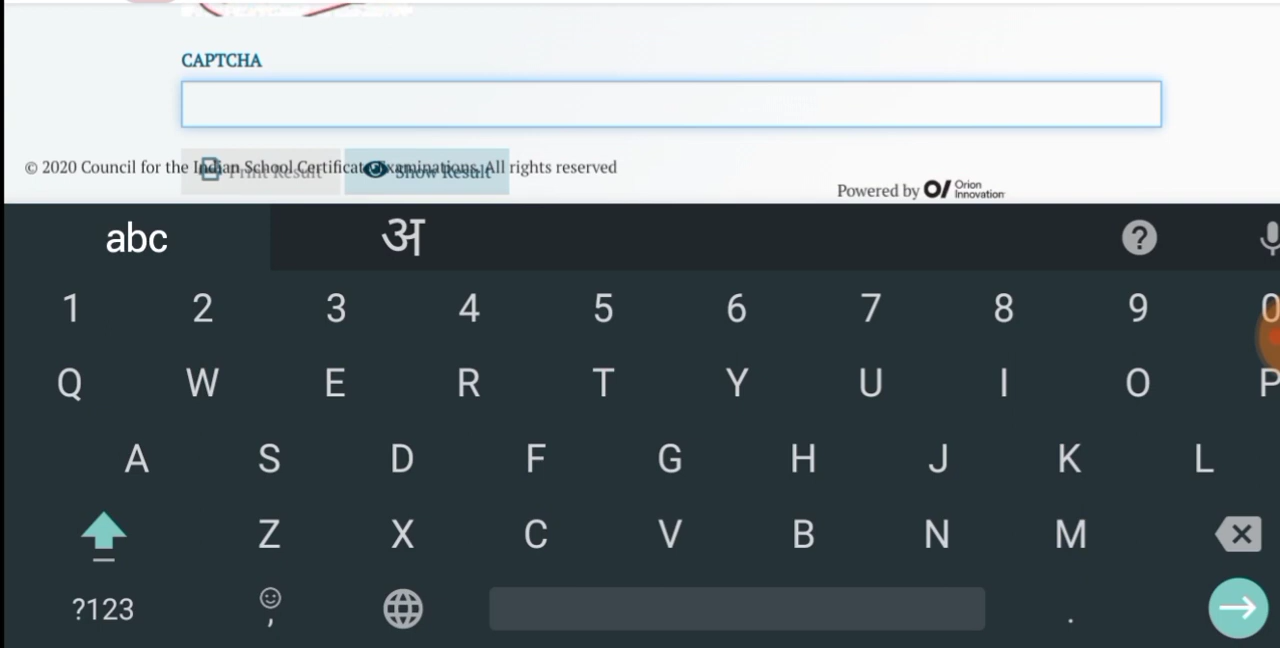 CAPTCHA
© 2020 Council for the Indian School Certificate Examinations. All rights reserved
Print Result Show Result
Powered by Orion Innovation
abc अ ?
1 2 3 4 5 6 7 8 9 0
Q W E R T Y U I O P
A S D F G H J K L
Z X C V B N M
?123 , .